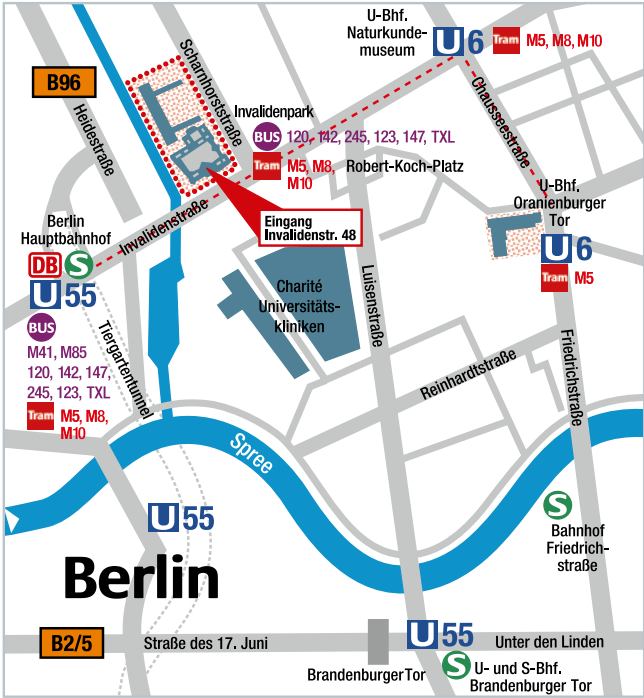 U-Bhf.
Naturkunde-
museum
U6
Tram M5, M8, M10
B96
Scharnhorststraße
Heidestraße
Chausseestraße
Invalidenpark
BUS 120, 142, 245, 123, 147, TXL
Tram M5, M8,
M10
Robert-Koch-Platz
U-Bhf.
Oranienburger
Tor
U6
Tram M5
Eingang
Invalidenstr. 48
Invalidenstraße
Berlin
Hauptbahnhof
DB S
U55
BUS
M41, M85
120, 142, 147,
245, 123, TXL
Tram M5, M8,
M10
Tiergartentunnel
Charité
Universitäts-
kliniken
Luisenstraße
Reinhardtstraße
Friedrichstraße
Spree
U55
S
Bahnhof
Friedrich-
straße
Berlin
B2/5
Straße des 17. Juni
U55
Unter den Linden
Brandenburger Tor
S U- und S-Bhf.
Brandenburger Tor